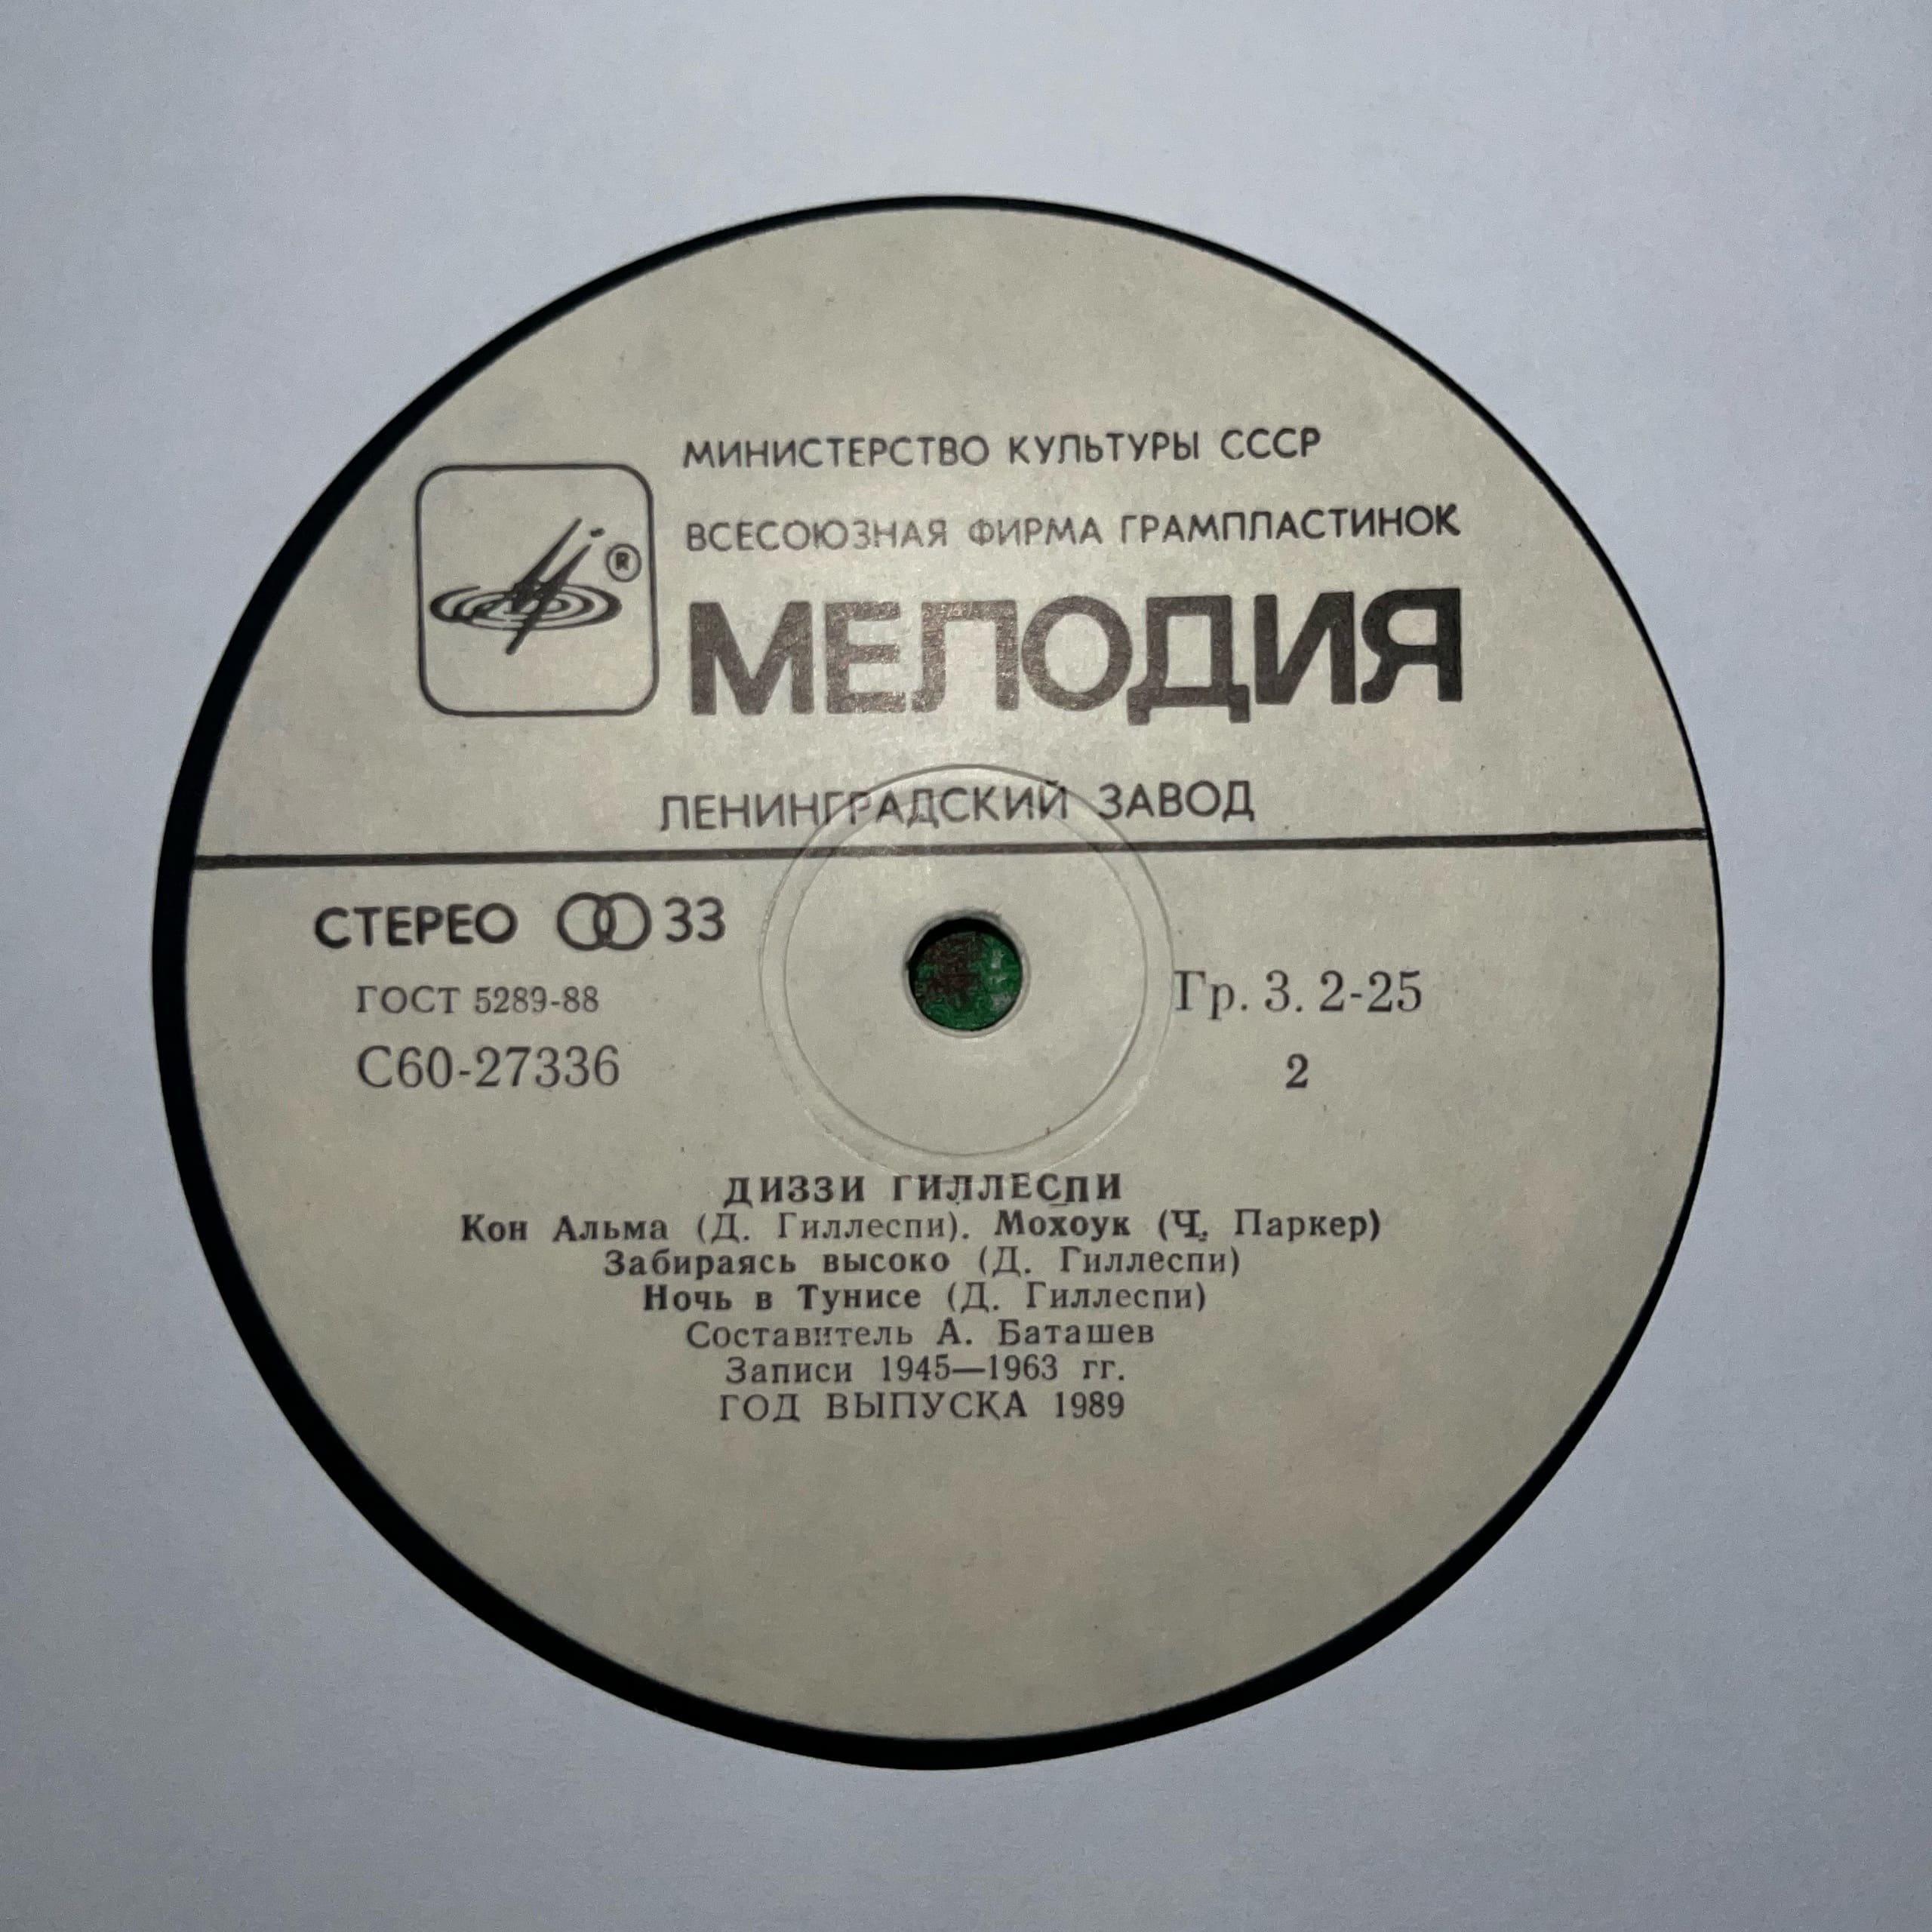 МИНИСТЕРСТВО КУЛЬТУРЫ СССР
ВСЕСОЮЗНАЯ ФИРМА ГРАМПЛАСТИНОК
®
МЕЛОДИЯ
ЛЕНИНГРАДСКИЙ ЗАВОД
СТЕРЕО 33
ГОСТ 5289-88
С60-27336
Гр. 3. 2-25
2
ДИЗЗИ ГИЛЛЕСПИ
Кон Альма (Д. Гиллеспи). Мохоук (Ч. Паркер)
Забираясь высоко (Д. Гиллеспи)
Ночь в Тунисе (Д. Гиллеспи)
Составитель А. Баташев
Записи 1945—1963 гг.
ГОД ВЫПУСКА 1989